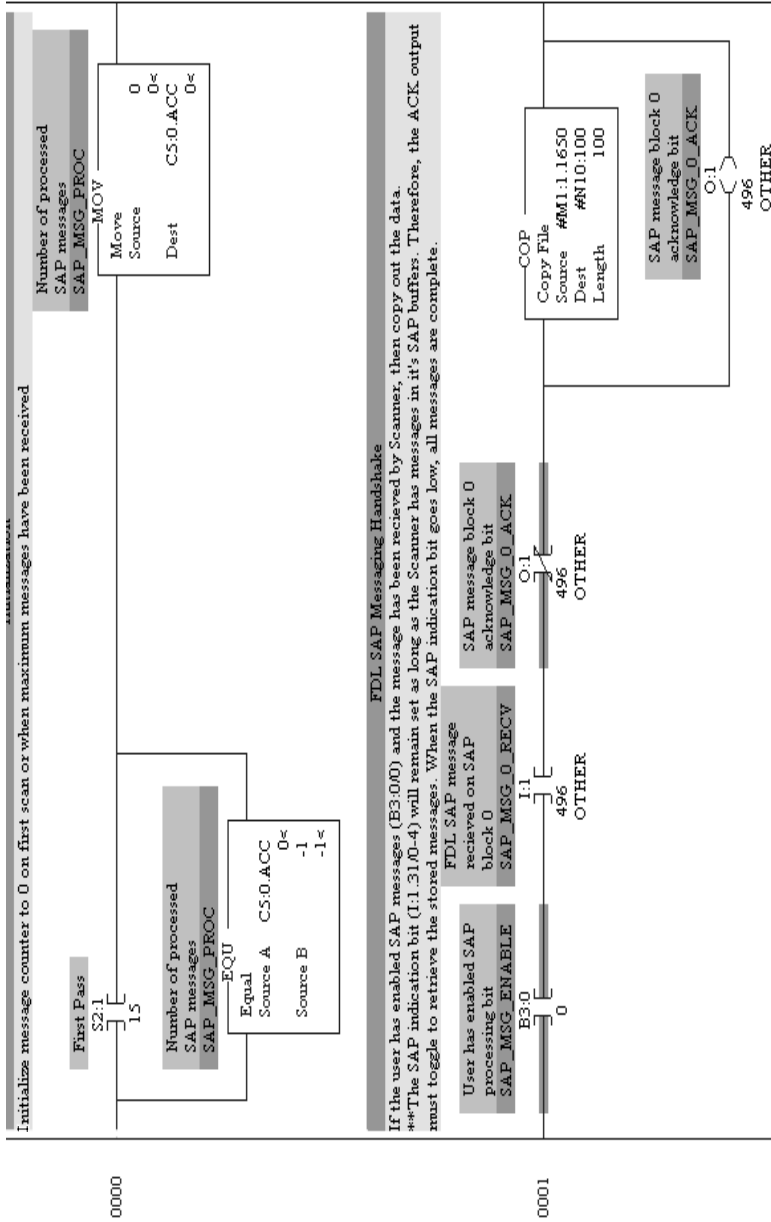 Initialization
Initialize message counter to 0 on first scan or when maximum messages have been received
0000
First Pass
S2:1
15
Number of processed
SAP messages
SAP_MSG_PROC
EQU
Equal
Source A C5:0.ACC
0<
Source B -1
-1<
Number of processed
SAP messages
SAP_MSG_PROC
MOV
Move
Source 0
0<
Dest C5:0.ACC
0<
FDL SAP Messaging Handshake
If the user has enabled SAP messages (B3:0/0) and the message has been recieved by Scanner, then copy out the data.
**The SAP indication bit (I:1.31/0-4) will remain set as long as the Scanner has messages in it's SAP buffers. Therefore, the ACK output
must toggle to retrieve the stored messages. When the SAP indication bit goes low, all messages are complete.
0001
User has enabled SAP
processing bit
SAP_MSG_ENABLE
B3:0
0
FDL SAP message
recieved on SAP
block 0
SAP_MSG_0_RECV
I:1
496
OTHER
SAP message block 0
acknowledge bit
SAP_MSG_0_ACK
O:1
496
OTHER
COP
Copy File
Source #M1:1.1650
Dest #N10:100
Length 100
SAP message block 0
acknowledge bit
SAP_MSG_0_ACK
O:1
496
OTHER